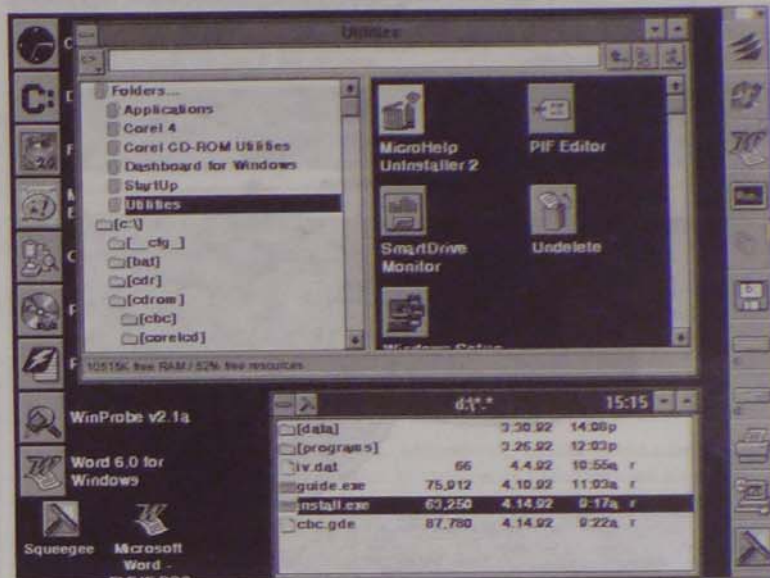 Utilities
Folders...
Applications
Corel 4
Corel CD-ROM Utilities
Dashboard for Windows
StartUp
Utilities
[c:\]
[__cfg_]
[bat]
[cdr]
[cdrom]
[cbc]
[corelcd]
10515K free RAM / 52% free resources
MicroHelp
Uninstaller 2
PIF Editor
SmartDrive
Monitor
Undelete
Windows Setup
C:
WinProbe v2.1a
Word 6.0 for
Windows
Squeegee
Microsoft
Word -
d:\*.* 15:15
[data] 3.30.92 14:08p
[programs] 3.26.92 12:03p
iv.dat 66 4.4.92 10:55a r
guide.exe 75,912 4.10.92 11:03a r
install.exe 63,250 4.14.92 9:17a r
cbc.gde 87,780 4.14.92 9:22a r